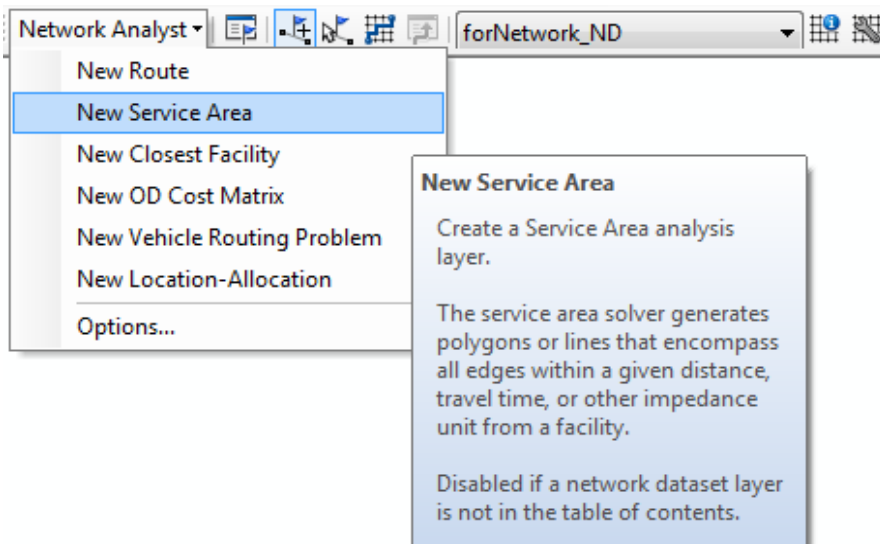 Network Analyst
forNetwork_ND
New Route
New Service Area
New Closest Facility
New OD Cost Matrix
New Vehicle Routing Problem
New Location-Allocation
Options...
New Service Area
Create a Service Area analysis
layer.
The service area solver generates
polygons or lines that encompass
all edges within a given distance,
travel time, or other impedance
unit from a facility.
Disabled if a network dataset layer
is not in the table of contents.